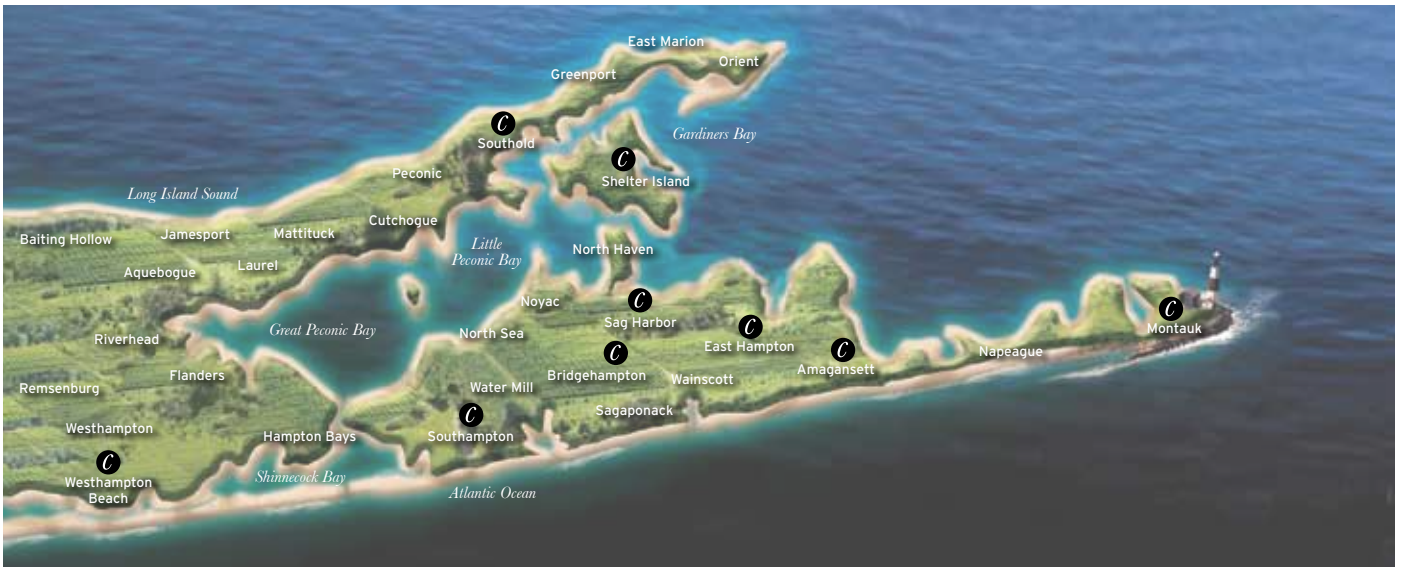 East Marion
Orient
Greenport
C
Southold
Gardiners Bay
C
Shelter Island
Peconic
Long Island Sound
Cutchogue
Mattituck
Jamesport
Baiting Hollow
Little
Peconic Bay
North Haven
Laurel
Aquebogue
Noyac
C
Sag Harbor
C
Montauk
Great Peconic Bay
North Sea
Riverhead
C
East Hampton
C
Amagansett
Napeague
C
Bridgehampton
Wainscott
Flanders
Remsenburg
Water Mill
Sagaponack
C
Southampton
Westhampton
Hampton Bays
C
Westhampton
Beach
Shinnecock Bay
Atlantic Ocean